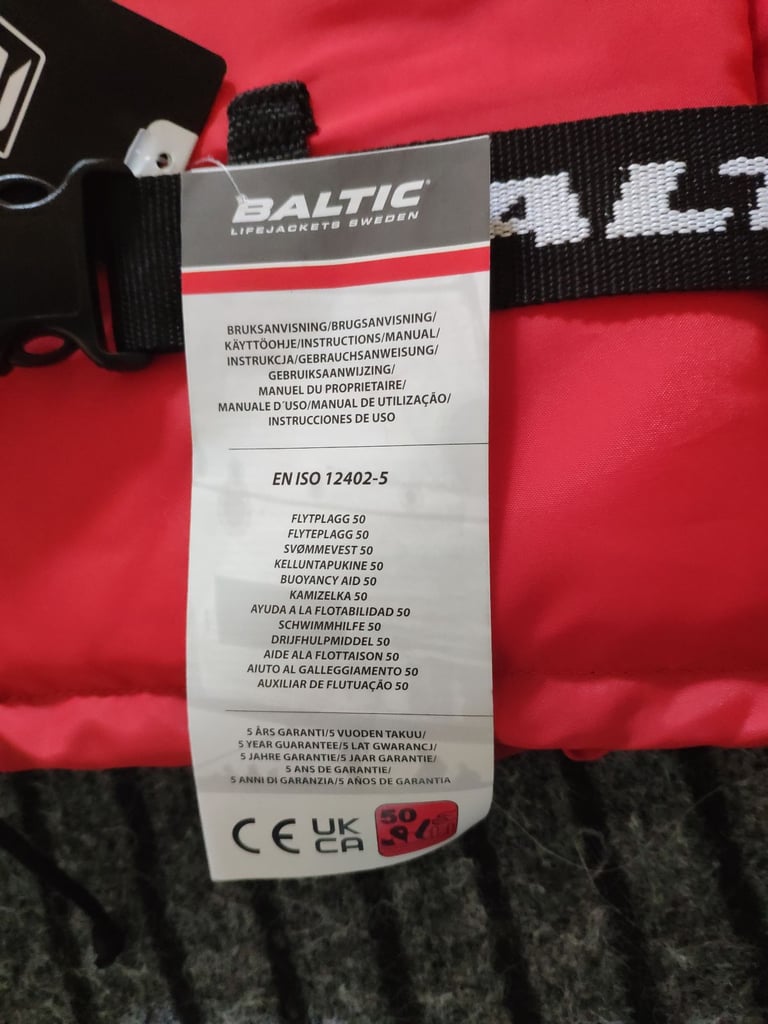 BALTIC
LIFEJACKETS SWEDEN
ALT
BRUKSANVISNING/BRUGSANVISNING/
KÄYTTÖOHJE/INSTRUCTIONS/MANUAL/
INSTRUKCJA/GEBRAUCHSANWEISUNG/
GEBRUIKSAANWIJZING/
MANUEL DU PROPRIETAIRE/
MANUALE D´USO/MANUAL DE UTILIZAÇÃO/
INSTRUCCIONES DE USO
EN ISO 12402-5
FLYTPLAGG 50
FLYTEPLAGG 50
SVØMMEVEST 50
KELLUNTAPUKINE 50
BUOYANCY AID 50
KAMIZELKA 50
AYUDA A LA FLOTABILIDAD 50
SCHWIMMHILFE 50
DRIJFHULPMIDDEL 50
AIDE ALA FLOTTAISON 50
AIUTO AL GALLEGGIAMENTO 50
AUXILIAR DE FLUTUAÇÃO 50
5 ÅRS GARANTI/5 VUODEN TAKUU/
5 YEAR GUARANTEE/5 LAT GWARANCJ/
5 JAHRE GARANTIE/5 JAAR GARANTIE/
5 ANS DE GARANTIE/
5 ANNI DI GARANZIA/5 AÑOS DE GARANTIA
CE UK CA 50